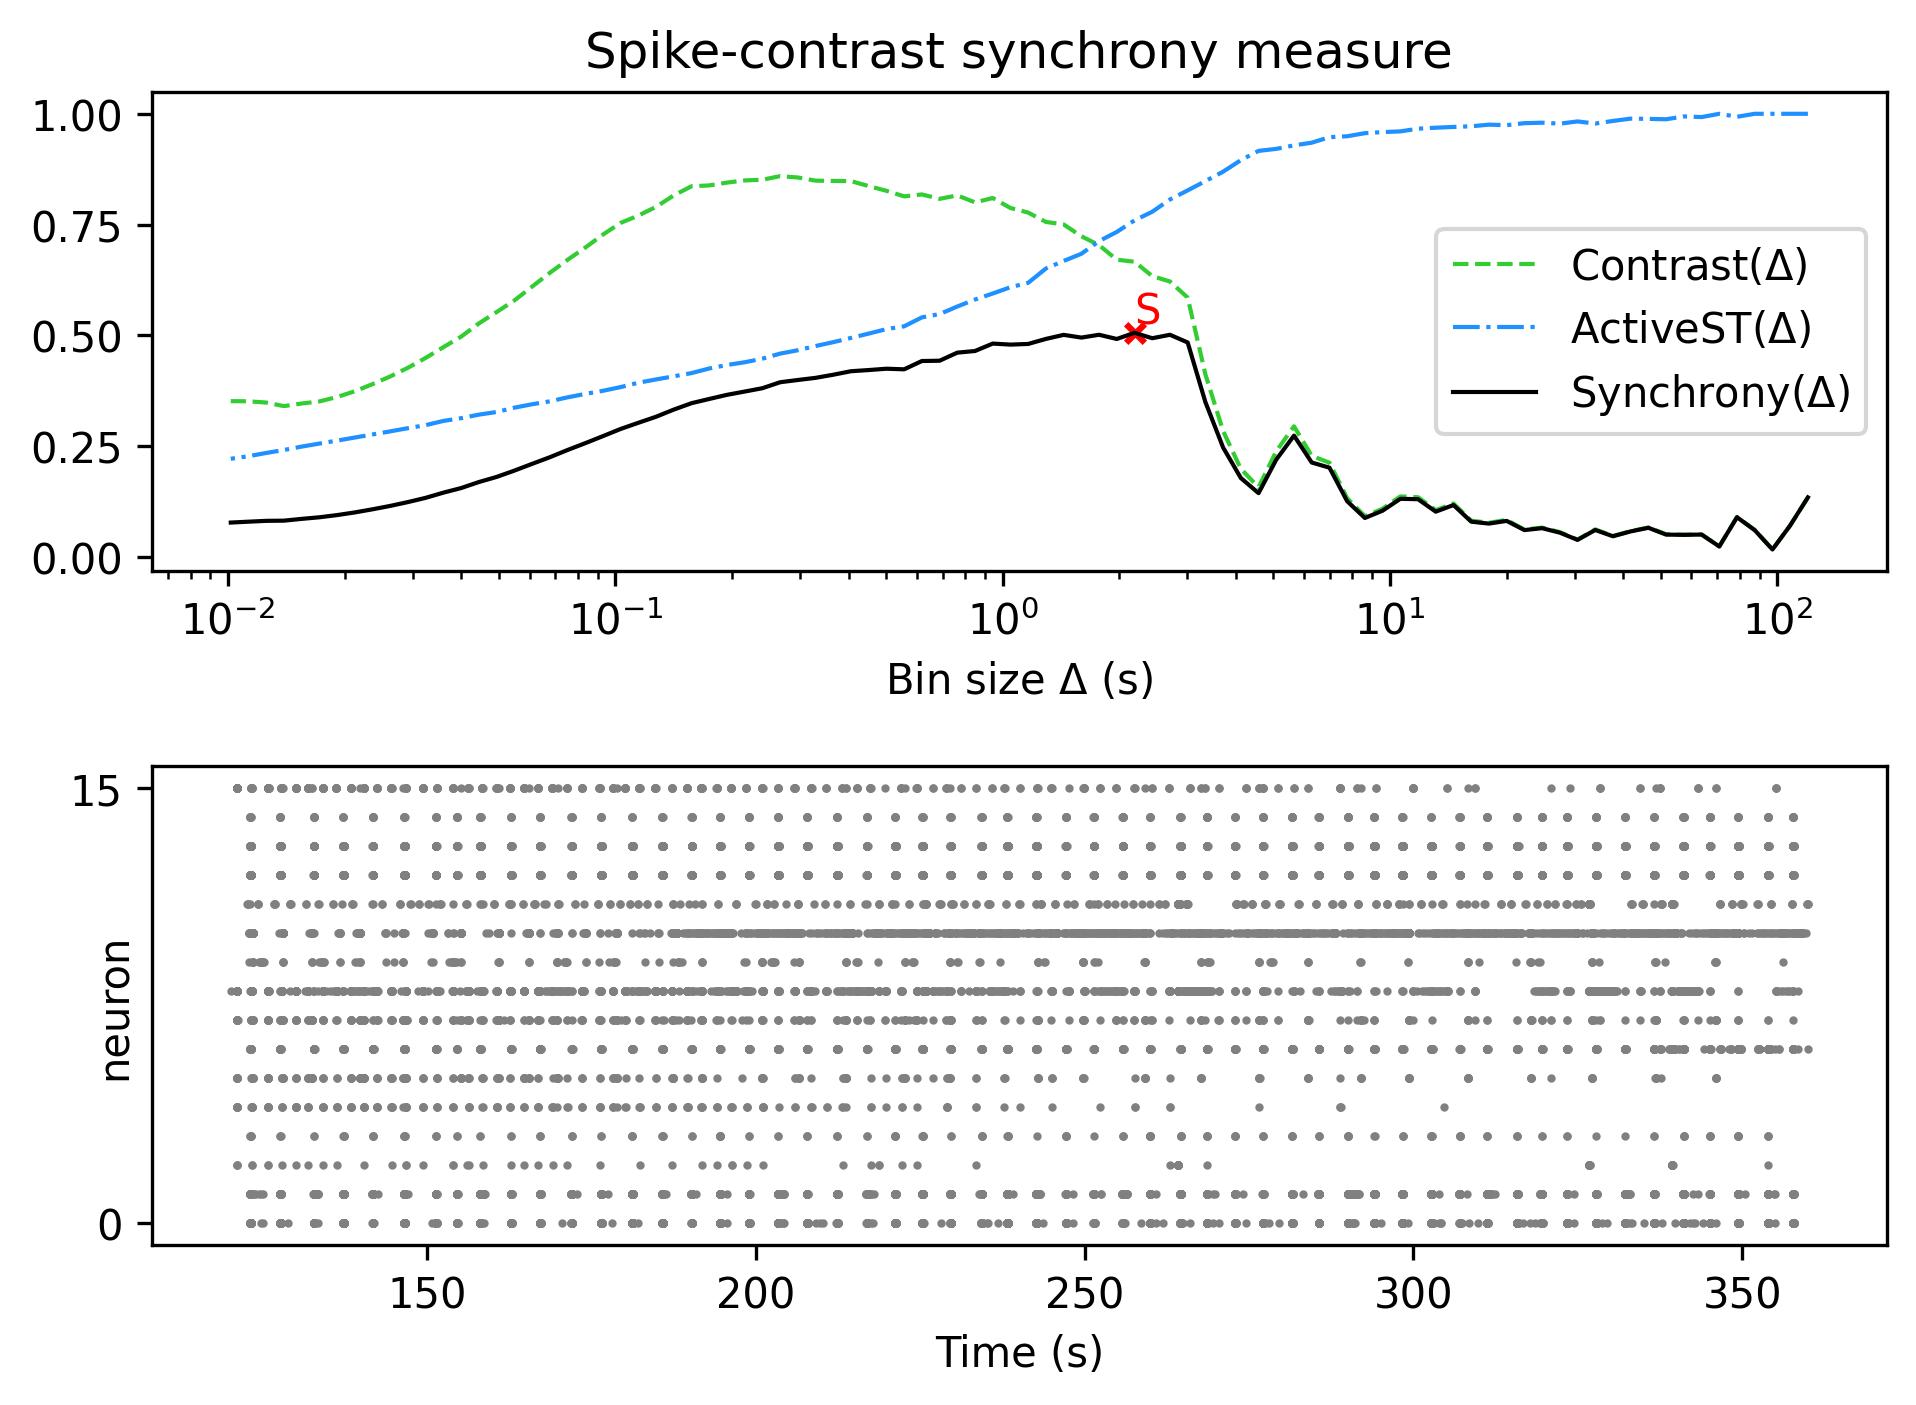 Spike-contrast synchrony measure
1.00
0.75
0.50
0.25
0.00
S
Contrast(Δ)
ActiveST(Δ)
Synchrony(Δ)
10⁻² 10⁻¹ 10⁰ 10¹ 10²
Bin size Δ (s)
15
neuron
0
150 200 250 300 350
Time (s)